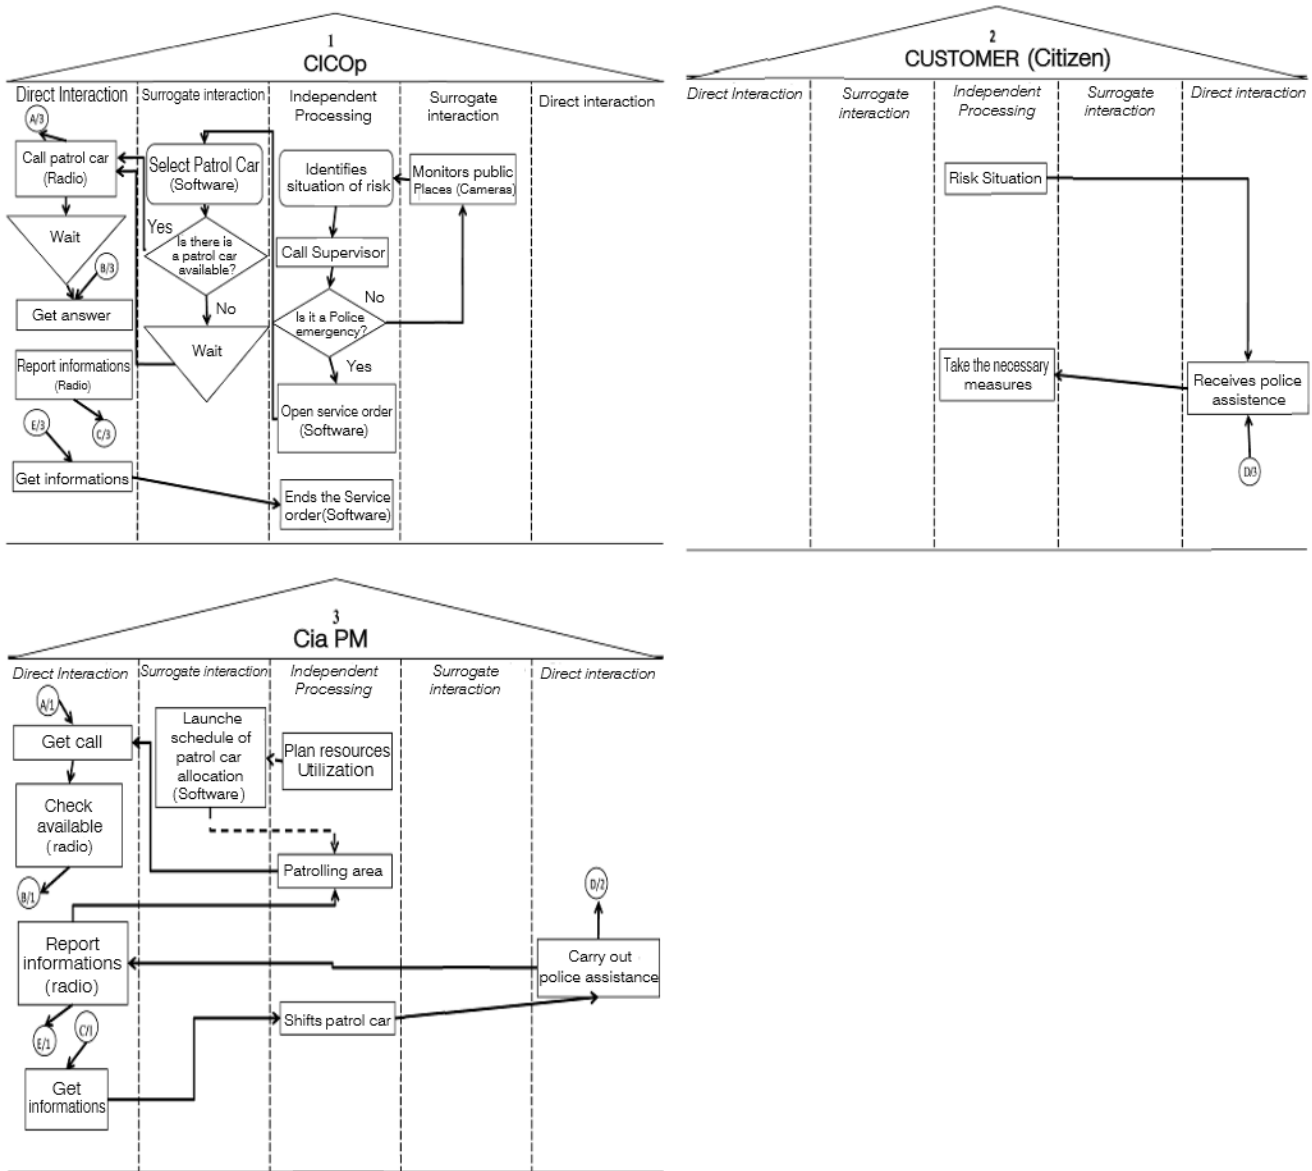 1
CICOp
Direct Interaction
Surrogate interaction
Independent
Processing
Surrogate
interaction
Direct interaction
A/3
Call patrol car
(Radio)
Wait
B/3
Get answer
Report informations
(Radio)
E/3
C/3
Get informations
Select Patrol Car
(Software)
Yes
Is there is
a patrol car
available?
No
Wait
Identifies
situation of risk
Call Supervisor
No
Is it a Police
emergency?
Yes
Open service order
(Software)
Ends the Service
order(Software)
Monitors public
Places (Cameras)
2
CUSTOMER (Citizen)
Direct Interaction
Surrogate
interaction
Independent
Processing
Surrogate
interaction
Direct interaction
Risk Situation
Take the necessary
measures
Receives police
assistence
D/3
3
Cia PM
Direct Interaction
Surrogate interaction
Independent
Processing
Surrogate
interaction
Direct interaction
A/1
Get call
Check
available
(radio)
B/1
Report
informations
(radio)
E/1
C/1
Get
informations
Launche
schedule of
patrol car
allocation
(Software)
Plan resources
Utilization
Patrolling area
Shifts patrol car
D/2
Carry out
police assistance